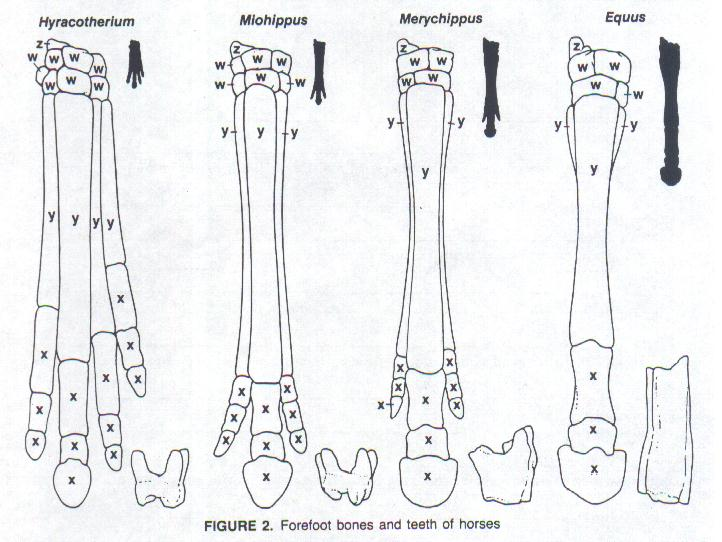 Hyracotherium
z
w w w w
w w w
y y y y
x
x x
x x
x
x x
x x x
x
Miohippus
z
w w w
w w w
y y y
x x
x
x x
x x x
x
Merychippus
z
w w
w w
y y
y
x x
x x
x
x x
x
x
Equus
z
w w
w
w
y y
y
x
x
x
FIGURE 2. Forefoot bones and teeth of horses